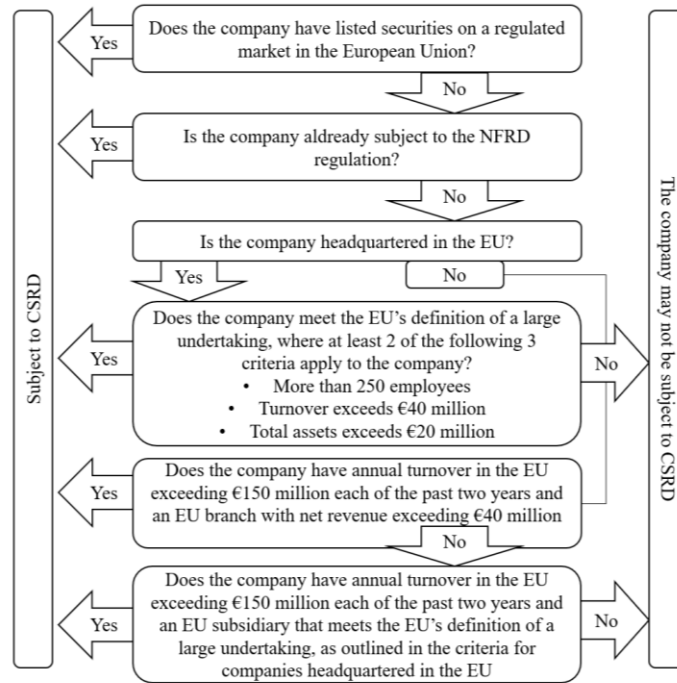 Does the company have listed securities on a regulated
market in the European Union?
Yes
No
Is the company aldready subject to the NFRD
regulation?
Yes
No
Is the company headquartered in the EU?
Yes
No
Does the company meet the EU’s definition of a large
undertaking, where at least 2 of the following 3
criteria apply to the company?
• More than 250 employees
• Turnover exceeds €40 million
• Total assets exceeds €20 million
Yes
No
Does the company have annual turnover in the EU
exceeding €150 million each of the past two years and
an EU branch with net revenue exceeding €40 million
Yes
No
Does the company have annual turnover in the EU
exceeding €150 million each of the past two years and
an EU subsidiary that meets the EU’s definition of a
large undertaking, as outlined in the criteria for
companies headquartered in the EU
Yes
No
Subject to CSRD
The company may not be subject to CSRD